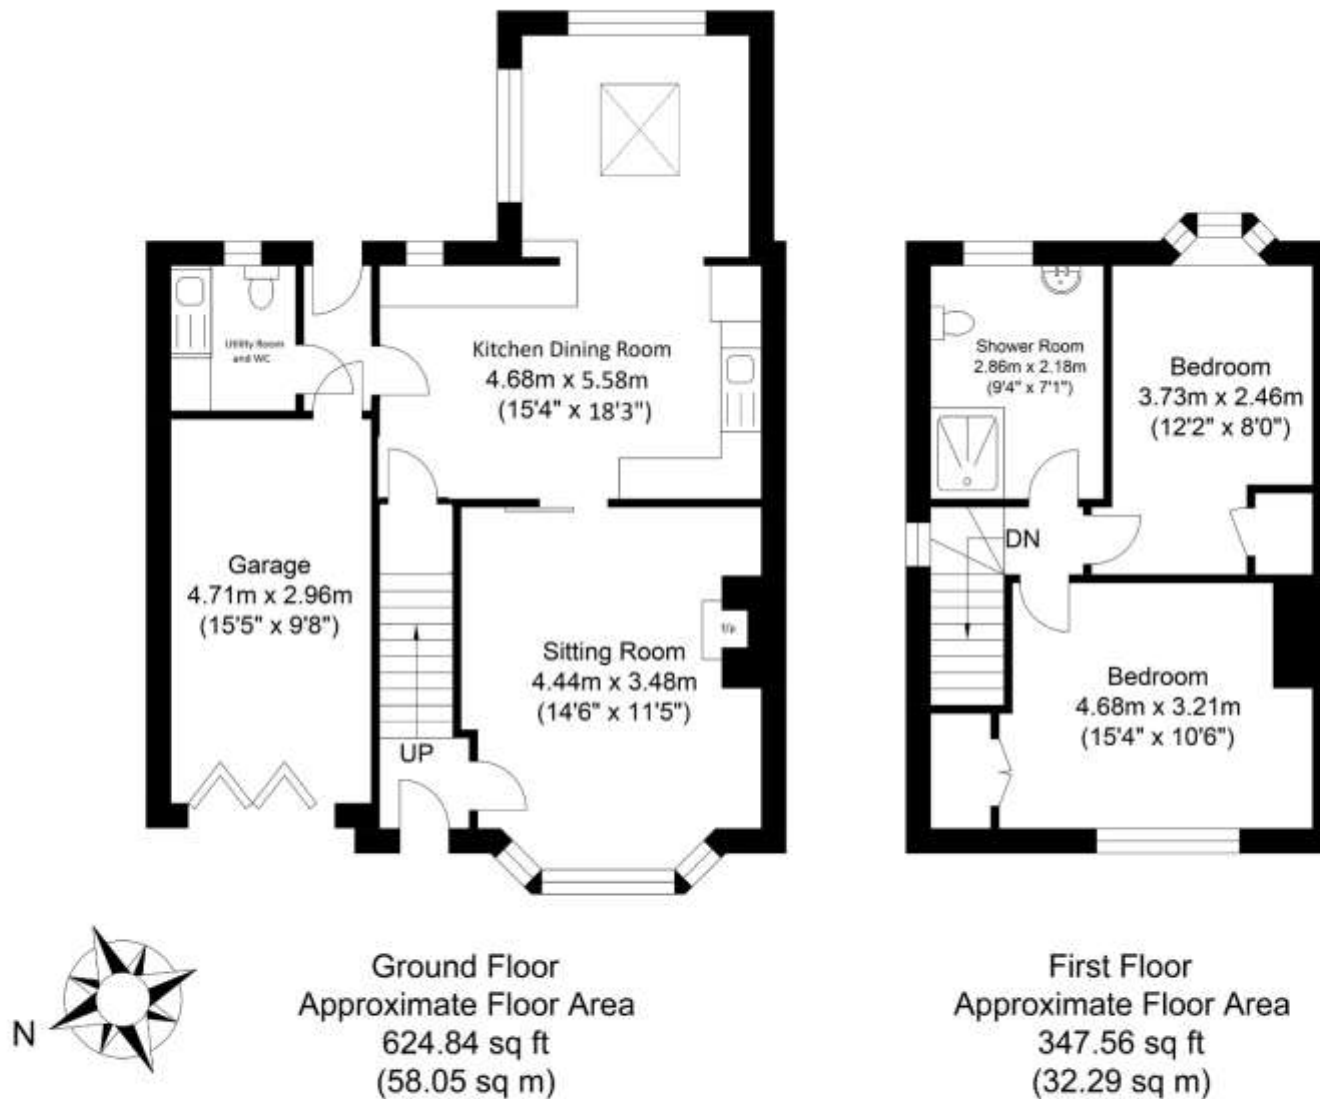 Utility Room
and WC
Kitchen Dining Room
4.68m x 5.58m
(15'4" x 18'3")
Garage
4.71m x 2.96m
(15'5" x 9'8")
Sitting Room
4.44m x 3.48m
(14'6" x 11'5")
f/p
UP
Shower Room
2.86m x 2.18m
(9'4" x 7'1")
Bedroom
3.73m x 2.46m
(12'2" x 8'0")
DN
Bedroom
4.68m x 3.21m
(15'4" x 10'6")
N
Ground Floor
Approximate Floor Area
624.84 sq ft
(58.05 sq m)
First Floor
Approximate Floor Area
347.56 sq ft
(32.29 sq m)